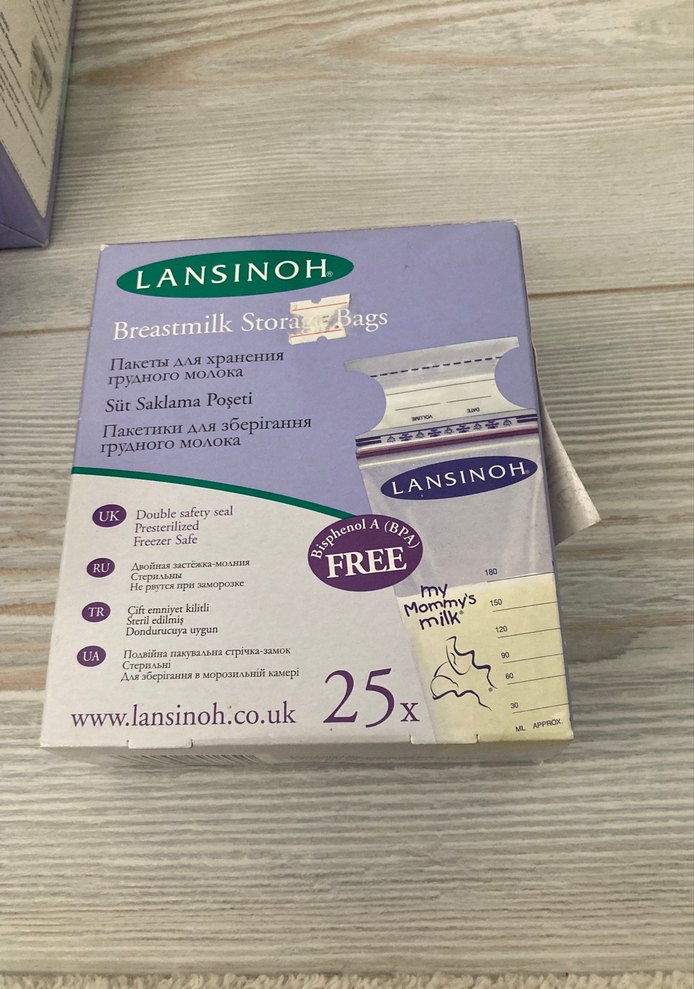 LANSINOH®
Breastmilk Storage Bags
Пакеты для хранения
грудного молока
Süt Saklama Poşeti
Пакетики для зберігання
грудного молока
VOLUME DATE
LANSINOH
UK Double safety seal
Presterilized
Freezer Safe
Bisphenol A (BPA)
FREE
RU Двойная застёжка-молния
Стерильны
Не рвутся при заморозке
TR Çift emniyet kilitli
Steril edilmiş
Dondurucuya uygun
UA Подвійна пакувальна стрічка-замок
Стерильні
Для зберігання в морозильній камері
my
Mommy's
milk®
180
150
120
90
60
30
ML APPROX.
www.lansinoh.co.uk
25x